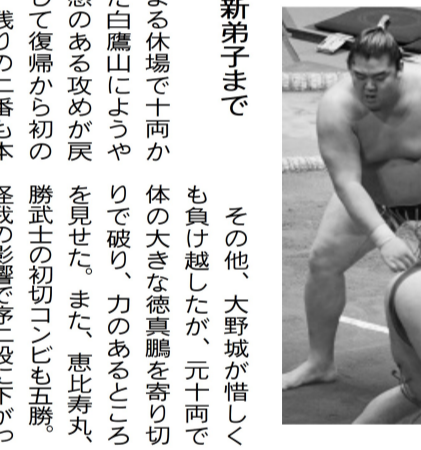 新弟子まで
よる休場で十両か
た白鷹山にようや
感のある攻めが戻
して復帰から初の
残りの二番も本
その他、大野城が惜しく
も負け越したが、元十両で
体の大きな徳真鵬を寄り切
りで破り、力のあるところ
を見せた。また、恵比寿丸、
勝武士の初切コンビも五勝。
怪我の影響で序二段に下がっ